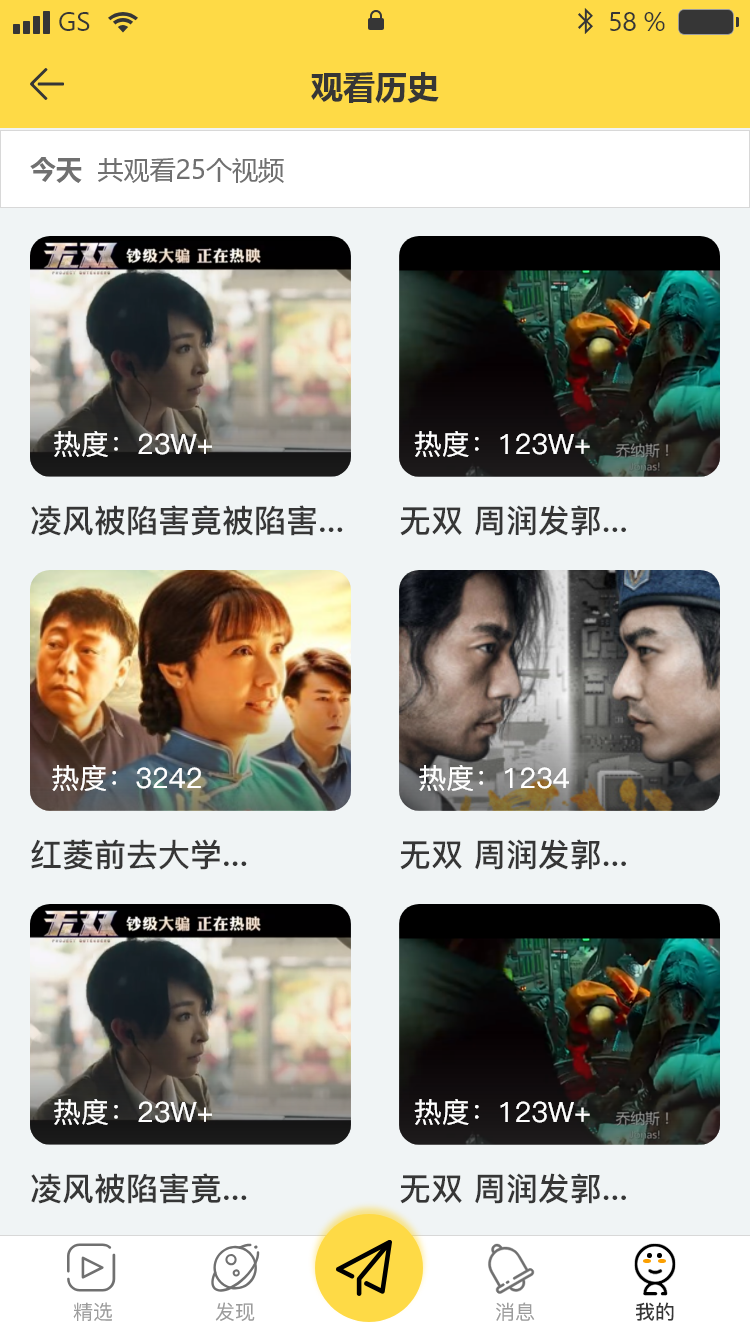 GS 58 %
观看历史
今天 共观看25个视频
无双 钞级大骗 正在热映
热度：23W+
乔纳斯！
热度：123W+
凌风被陷害竟被陷害...
无双 周润发郭...
热度：3242
热度：1234
红菱前去大学...
无双 周润发郭...
无双 钞级大骗 正在热映
热度：23W+
乔纳斯！
热度：123W+
凌风被陷害竟...
无双 周润发郭...
精选
发现
消息
我的